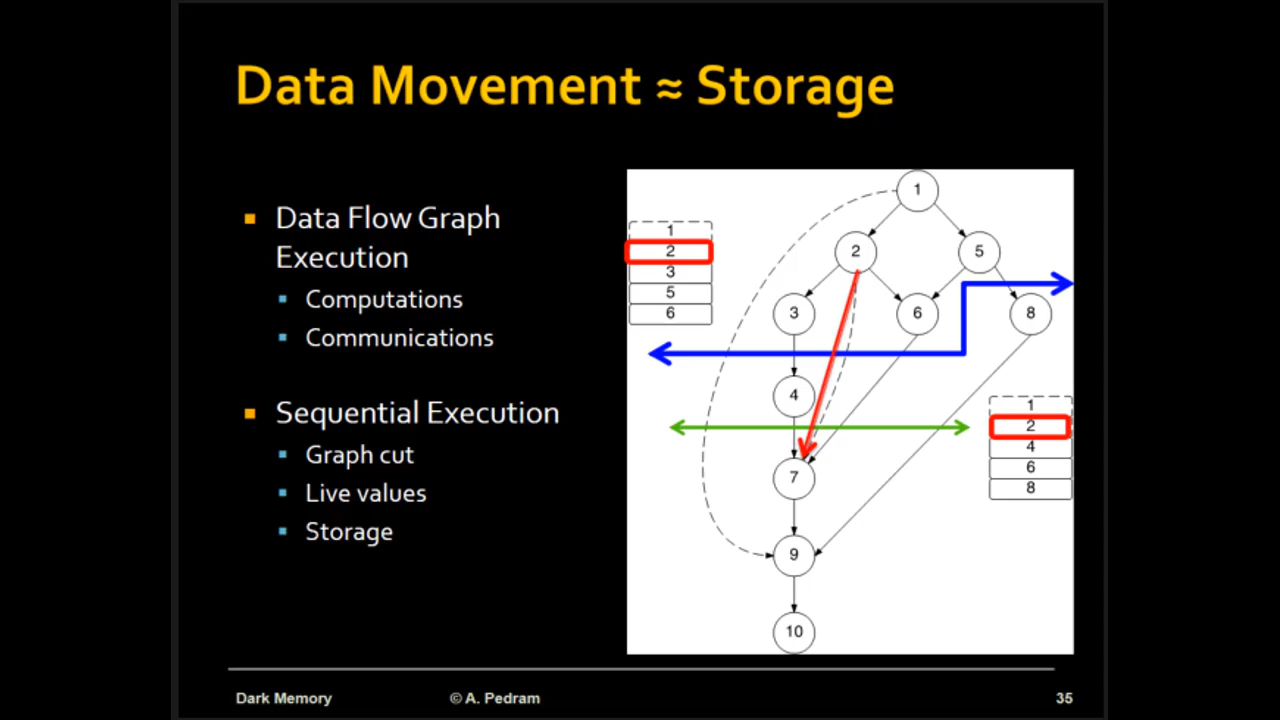 Data Movement ≈ Storage
Data Flow Graph
Execution
Computations
Communications
Sequential Execution
Graph cut
Live values
Storage
1
2
3
5
6
1
2
5
3
6
8
4
7
9
10
1
2
4
6
8
Dark Memory
© A. Pedram
35